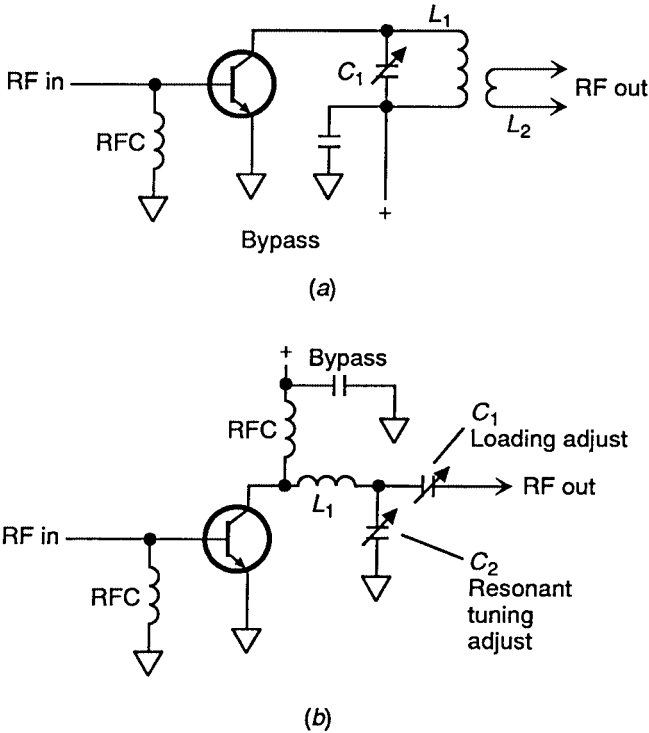 L1
C1
RF in
RF out
RFC
L2
+
Bypass
(a)
+
Bypass
C1
Loading adjust
RFC
RF out
L1
RF in
C2
Resonant
tuning
adjust
RFC
(b)